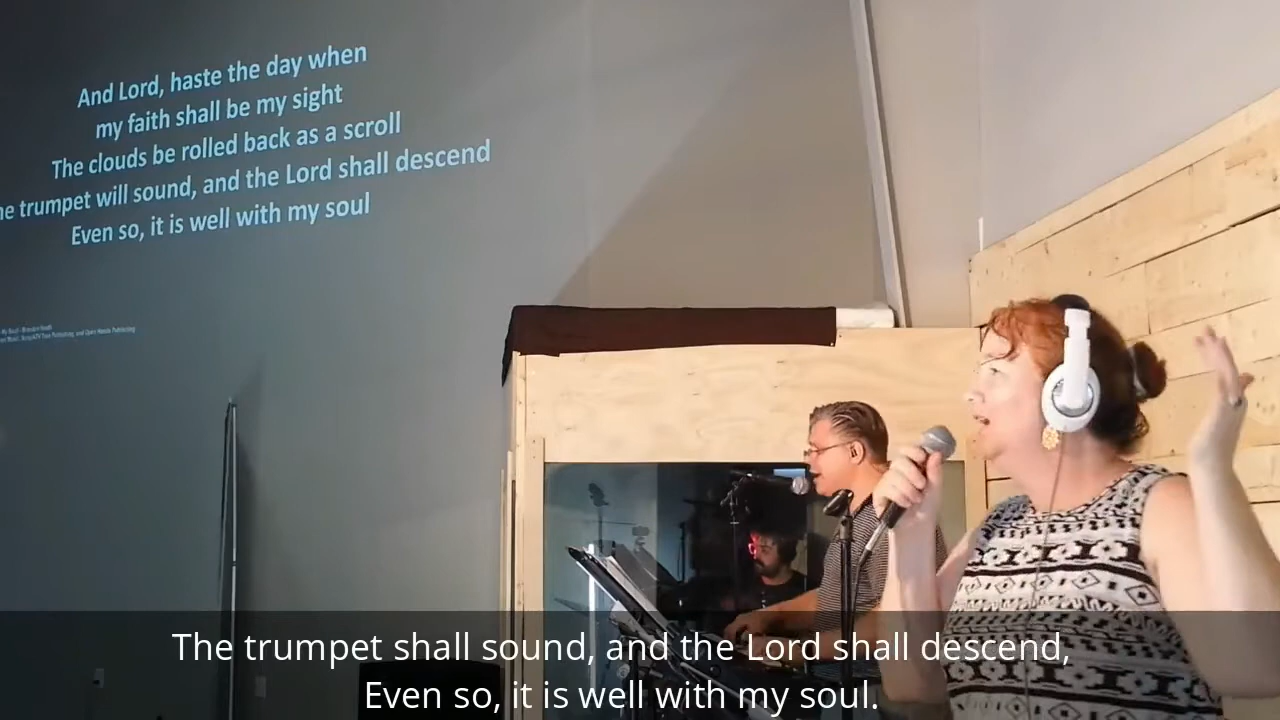 And Lord, haste the day when
my faith shall be my sight
The clouds be rolled back as a scroll
trumpet will sound, and the Lord shall descend
Even so, it is well with my soul
The trumpet shall sound, and the Lord shall descend,
Even so, it is well with my soul.